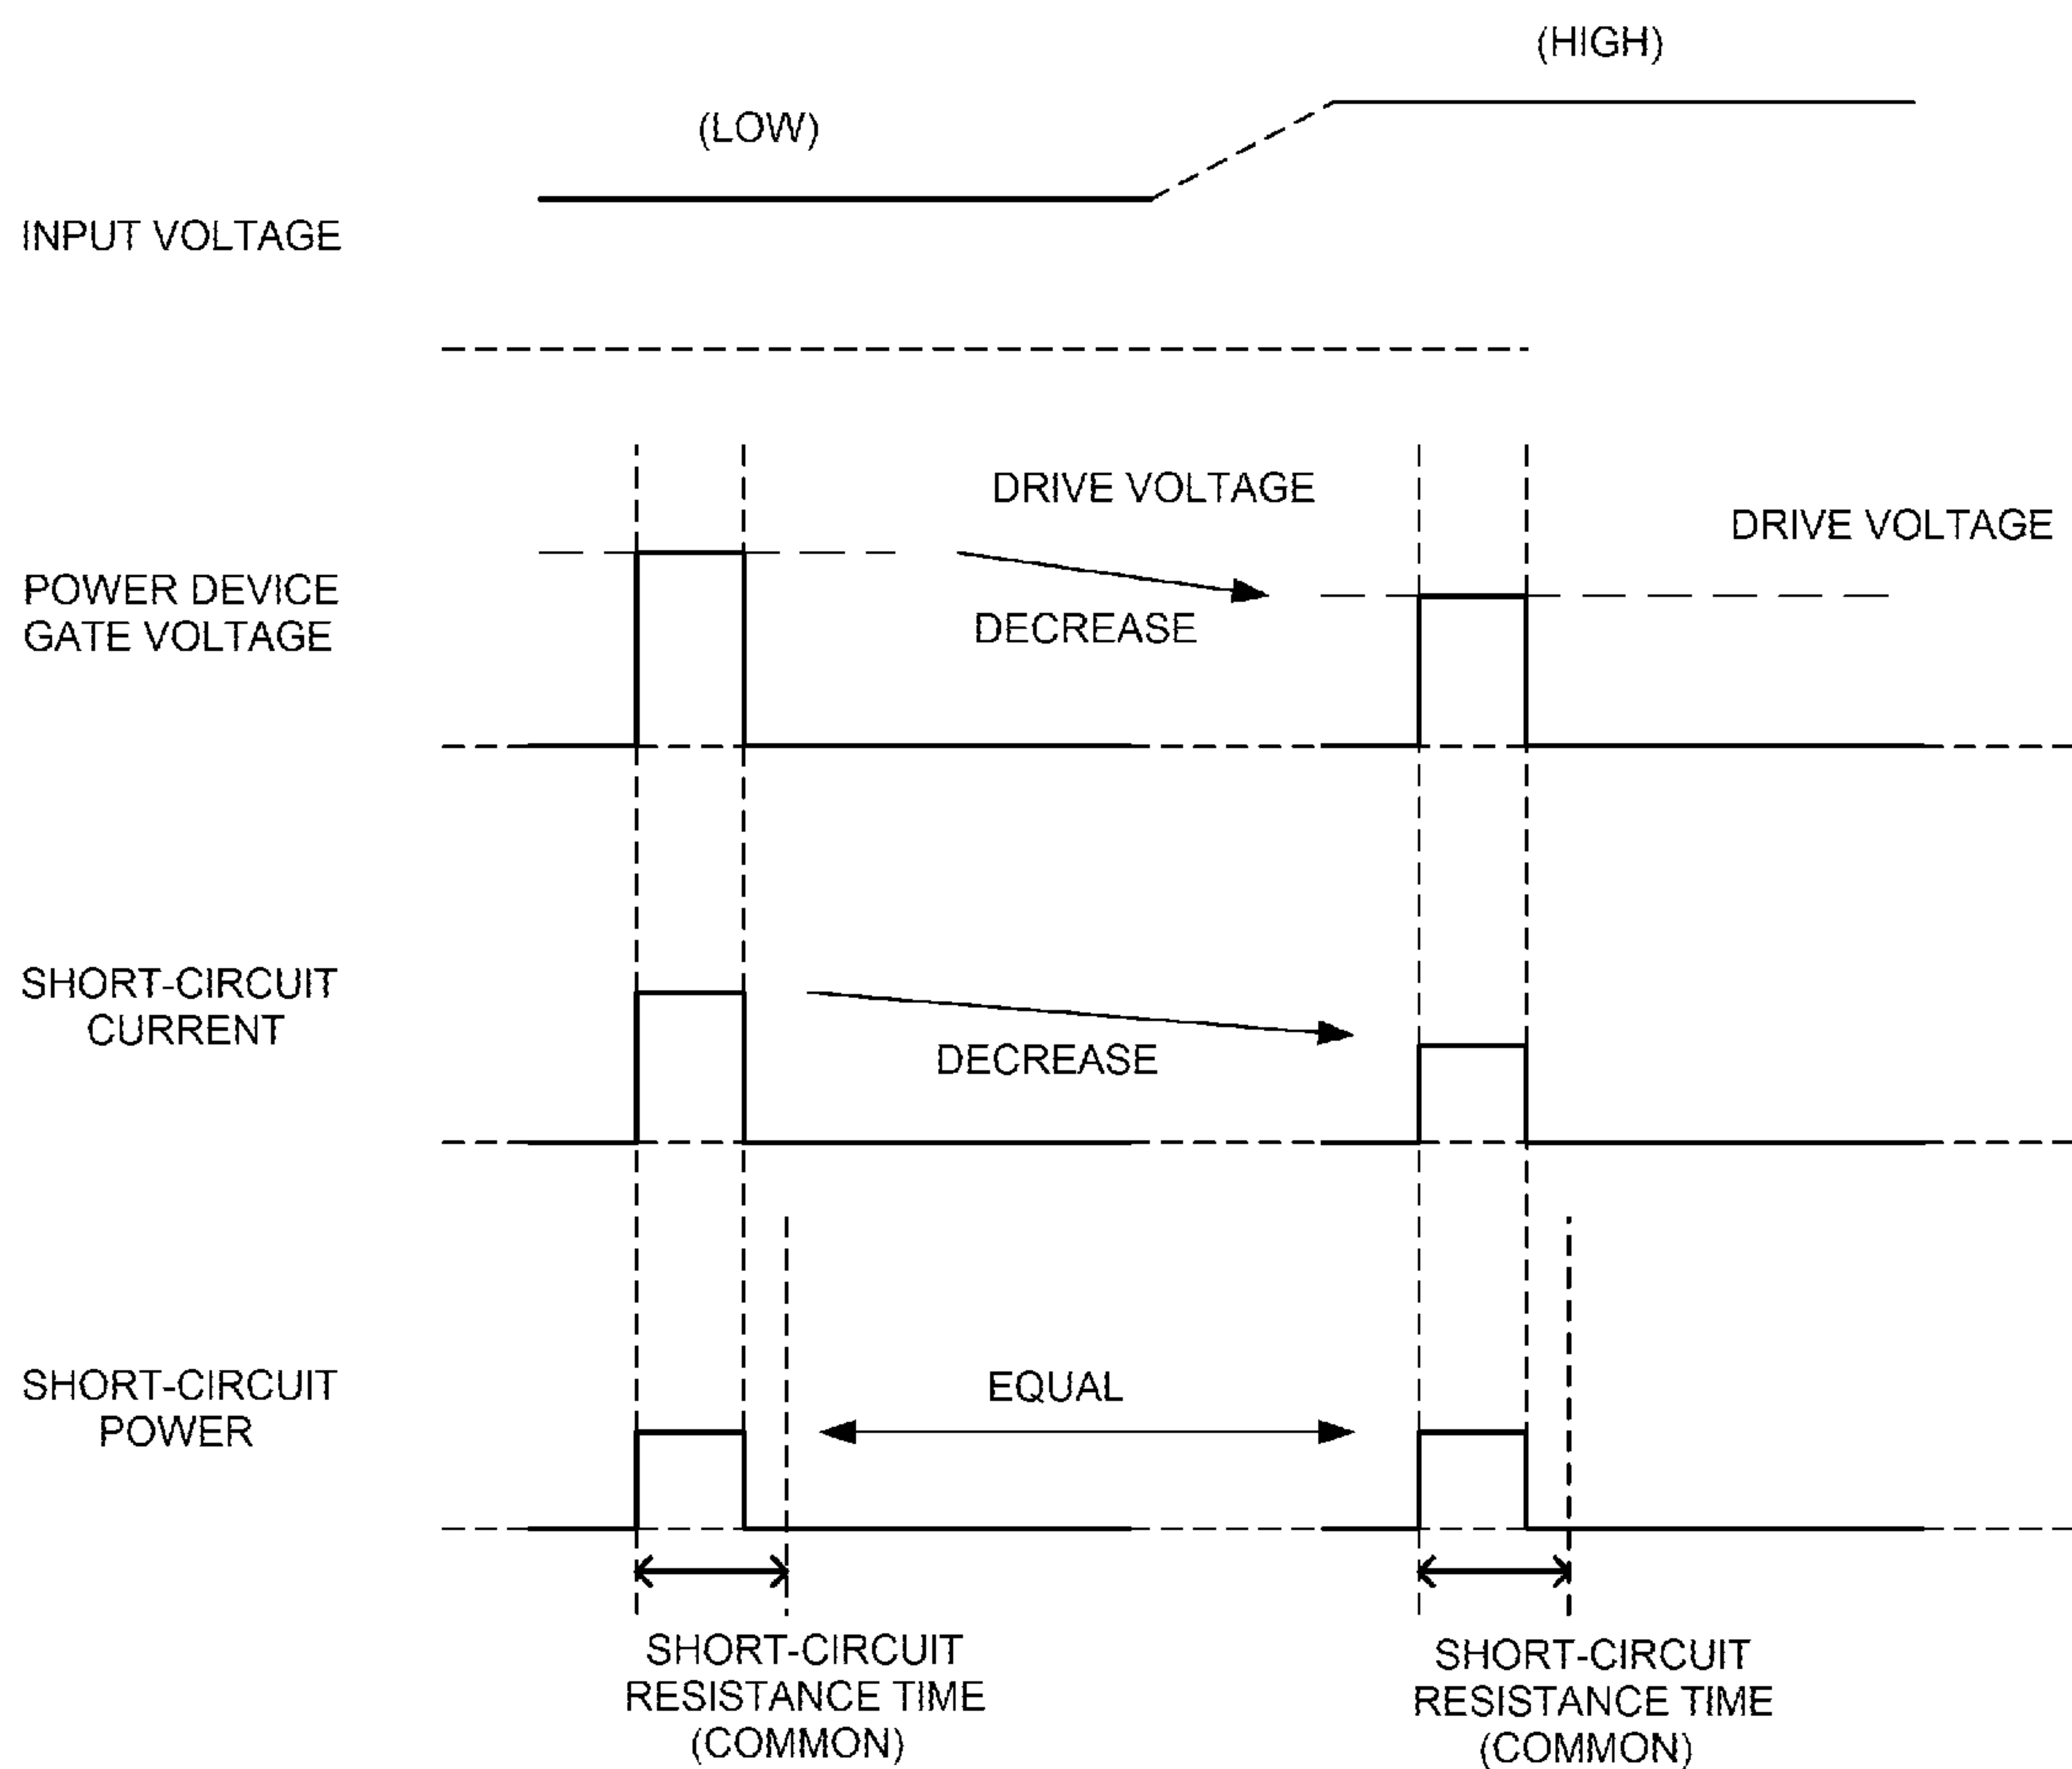 (HIGH)
(LOW)
INPUT VOLTAGE
DRIVE VOLTAGE
DRIVE VOLTAGE
POWER DEVICE
GATE VOLTAGE
DECREASE
SHORT-CIRCUIT
CURRENT
DECREASE
SHORT-CIRCUIT
POWER
EQUAL
SHORT-CIRCUIT
RESISTANCE TIME
(COMMON)
SHORT-CIRCUIT
RESISTANCE TIME
(COMMON)